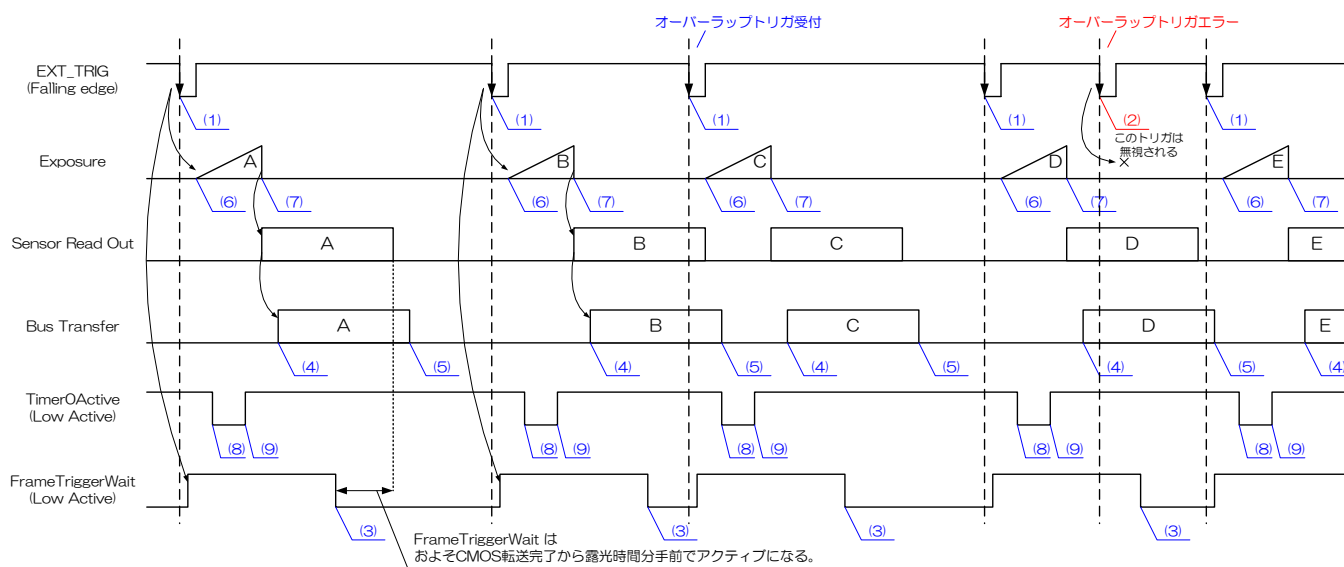 オーバーラップトリガ受付
オーバーラップトリガエラー
EXT_TRIG
(Falling edge)
(1)
(1)
(1)
(1)
(2)
(1)
このトリガは
無視される
×
Exposure
A
B
C
D
E
(6)
(7)
(6)
(7)
(6)
(7)
(6)
(7)
(6)
(7)
Sensor Read Out
A
B
C
D
E
Bus Transfer
A
B
C
D
E
(4)
(5)
(4)
(5)
(4)
(5)
(4)
(5)
(4)
Timer0Active
(Low Active)
(8)
(9)
(8)
(9)
(8)
(9)
(8)
(9)
(8)
(9)
FrameTriggerWait
(Low Active)
(3)
(3)
(3)
(3)
FrameTriggerWait は
およそCMOS転送完了から露光時間分手前でアクティブになる。